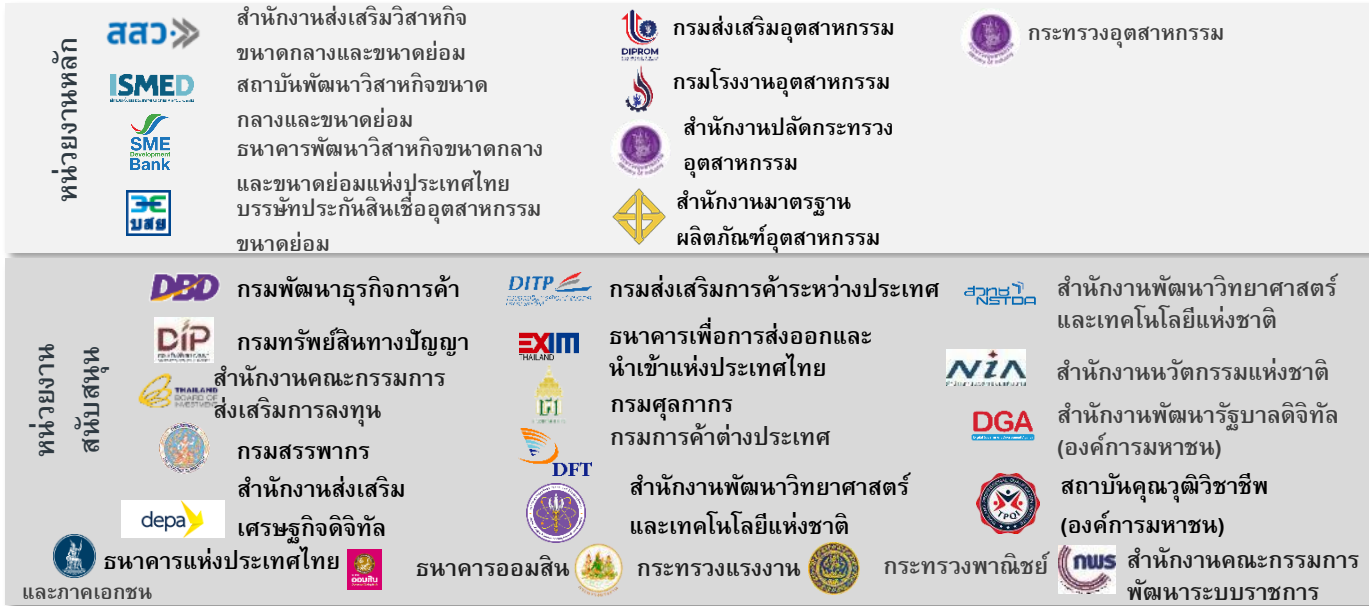 หน่วยงานหลัก
สสว
สำนักงานส่งเสริมวิสาหกิจ
ขนาดกลางและขนาดย่อม
ISMED
สถาบันพัฒนาวิสาหกิจขนาด
กลางและขนาดย่อม
SME
Development
Bank
ธนาคารพัฒนาวิสาหกิจขนาดกลาง
และขนาดย่อมแห่งประเทศไทย
บสย
บรรษัทประกันสินเชื่ออุตสาหกรรม
ขนาดย่อม
DIPROM
กรมส่งเสริมอุตสาหกรรม
กรมโรงงานอุตสาหกรรม
สำนักงานปลัดกระทรวง
อุตสาหกรรม
สำนักงานมาตรฐาน
ผลิตภัณฑ์อุตสาหกรรม
กระทรวงอุตสาหกรรม
หน่วยงาน
สนับสนุน
DBD
กรมพัฒนาธุรกิจการค้า
DIP
กรมทรัพย์สินทางปัญญา
THAILAND
BOARD OF
INVESTMENT
สำนักงานคณะกรรมการ
ส่งเสริมการลงทุน
กรมสรรพากร
depa
สำนักงานส่งเสริม
เศรษฐกิจดิจิทัล
DITP
กรมส่งเสริมการค้าระหว่างประเทศ
EXIM
THAILAND
ธนาคารเพื่อการส่งออกและ
นำเข้าแห่งประเทศไทย
กรมศุลกากร
DFT
กรมการค้าต่างประเทศ
สำนักงานพัฒนาวิทยาศาสตร์
และเทคโนโลยีแห่งชาติ
สวทช
NSTDA
สำนักงานพัฒนาวิทยาศาสตร์
และเทคโนโลยีแห่งชาติ
NIA
สำนักงานนวัตกรรมแห่งชาติ
DGA
สำนักงานพัฒนารัฐบาลดิจิทัล
(องค์การมหาชน)
TPQI
สถาบันคุณวุฒิวิชาชีพ
(องค์การมหาชน)
ธนาคารแห่งประเทศไทย
ออมสิน
ธนาคารออมสิน
กระทรวงแรงงาน
กระทรวงพาณิชย์
กพร
สำนักงานคณะกรรมการ
พัฒนาระบบราชการ
และภาคเอกชน